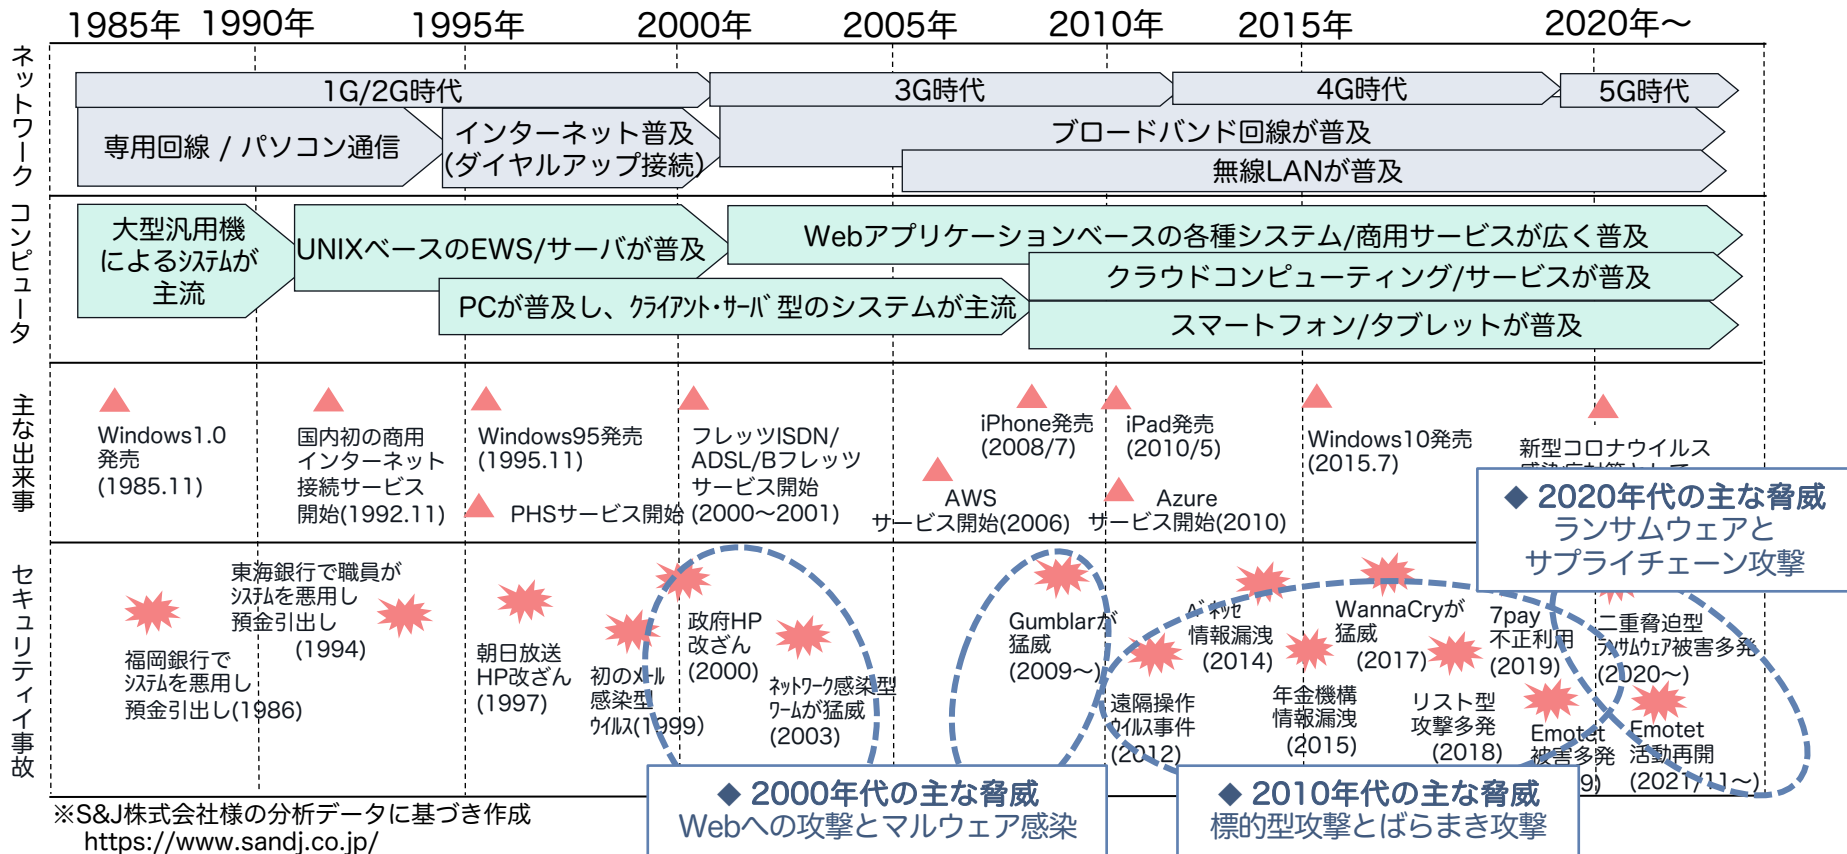 1985年 1990年 1995年 2000年 2005年 2010年 2015年 2020年～
ネットワーク
1G/2G時代
3G時代
4G時代
5G時代
専用回線 / パソコン通信
インターネット普及
(ダイヤルアップ接続)
ブロードバンド回線が普及
無線LANが普及
コンピュータ
大型汎用機
によるｼｽﾃﾑが
主流
UNIXベースのEWS/サーバが普及
Webアプリケーションベースの各種システム/商用サービスが広く普及
クラウドコンピューティング/サービスが普及
PCが普及し、ｸﾗｲｱﾝﾄ･ｻｰﾊﾞ型のシステムが主流
スマートフォン/タブレットが普及
主な出来事
Windows1.0
発売
(1985.11)
国内初の商用
インターネット
接続サービス
開始(1992.11)
Windows95発売
(1995.11)
PHSサービス開始
フレッツISDN/
ADSL/Bフレッツ
サービス開始
(2000～2001)
iPhone発売
(2008/7)
AWS
サービス開始(2006)
iPad発売
(2010/5)
Azure
サービス開始(2010)
Windows10発売
(2015.7)
新型コロナウイルス
◆ 2020年代の主な脅威
ランサムウェアと
サプライチェーン攻撃
セキュリティ事故
福岡銀行で
ｼｽﾃﾑを悪用し
預金引出し(1986)
東海銀行で職員が
ｼｽﾃﾑを悪用し
預金引出し
(1994)
朝日放送
HP改ざん
(1997)
初のﾒｰﾙ
感染型
ｳｲﾙｽ(1999)
政府HP
改ざん
(2000)
ﾈｯﾄﾜｰｸ感染型
ﾜｰﾑが猛威
(2003)
Gumblarが
猛威
(2009～)
遠隔操作
ｳｲﾙｽ事件
(2012)
ﾍﾞﾈｯｾ
情報漏洩
(2014)
年金機構
情報漏洩
(2015)
WannaCryが
猛威
(2017)
リスト型
攻撃多発
(2018)
7pay
不正利用
(2019)
Emotet
被害多発
9)
二重脅迫型
ﾗﾝｻﾑｳｪｱ被害多発
(2020～)
Emotet
活動再開
(2021/11～)
◆ 2000年代の主な脅威
Webへの攻撃とマルウェア感染
◆ 2010年代の主な脅威
標的型攻撃とばらまき攻撃
※S&J株式会社様の分析データに基づき作成
https://www.sandj.co.jp/